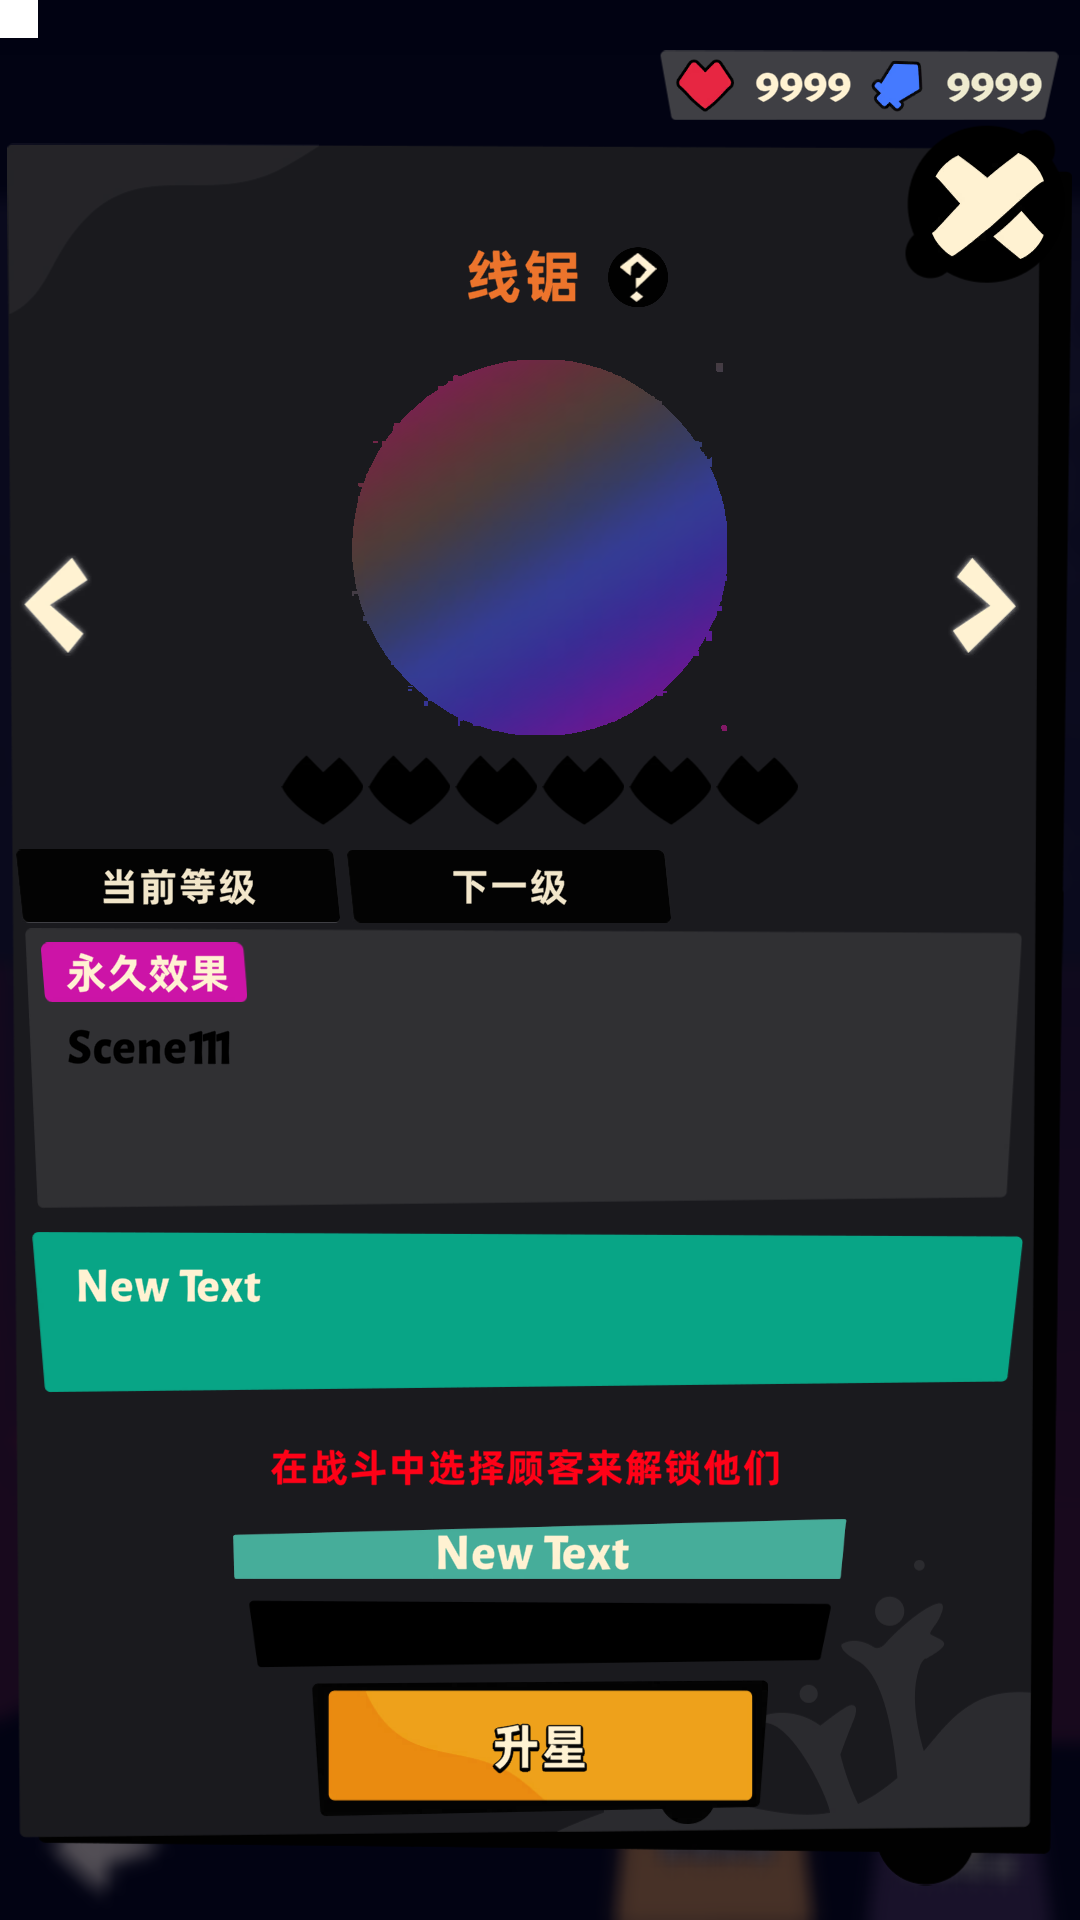 9999 9999
线锯 ?
当前等级 下一级
永久效果
Scene111
New Text
在战斗中选择顾客来解锁他们
New Text
升星